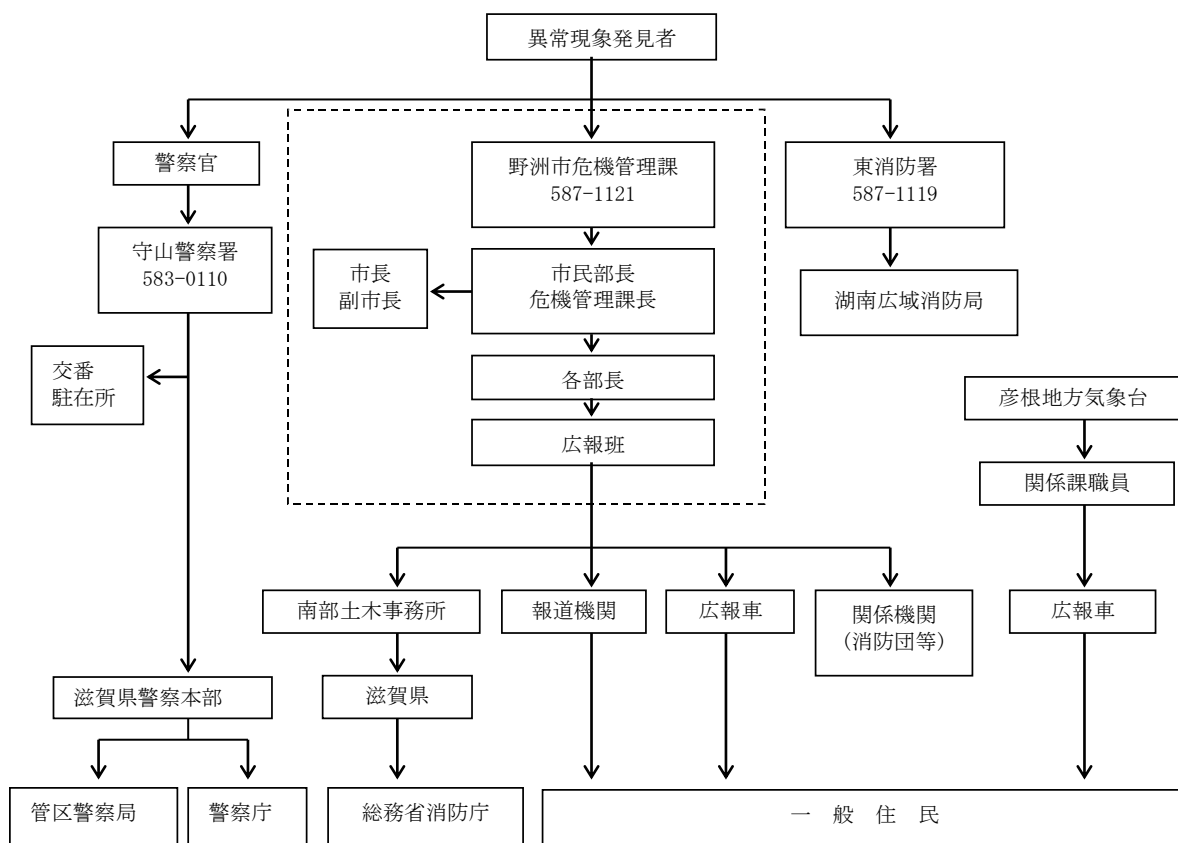 異常現象発見者
警察官
野洲市危機管理課
587-1121
東消防署
587-1119
守山警察署
583-0110
市長
副市長
市民部長
危機管理課長
湖南広域消防局
交番
駐在所
各部長
彦根地方気象台
広報班
関係課職員
南部土木事務所
報道機関
広報車
関係機関
(消防団等)
広報車
滋賀県警察本部
滋賀県
管区警察局
警察庁
総務省消防庁
一 般 住 民